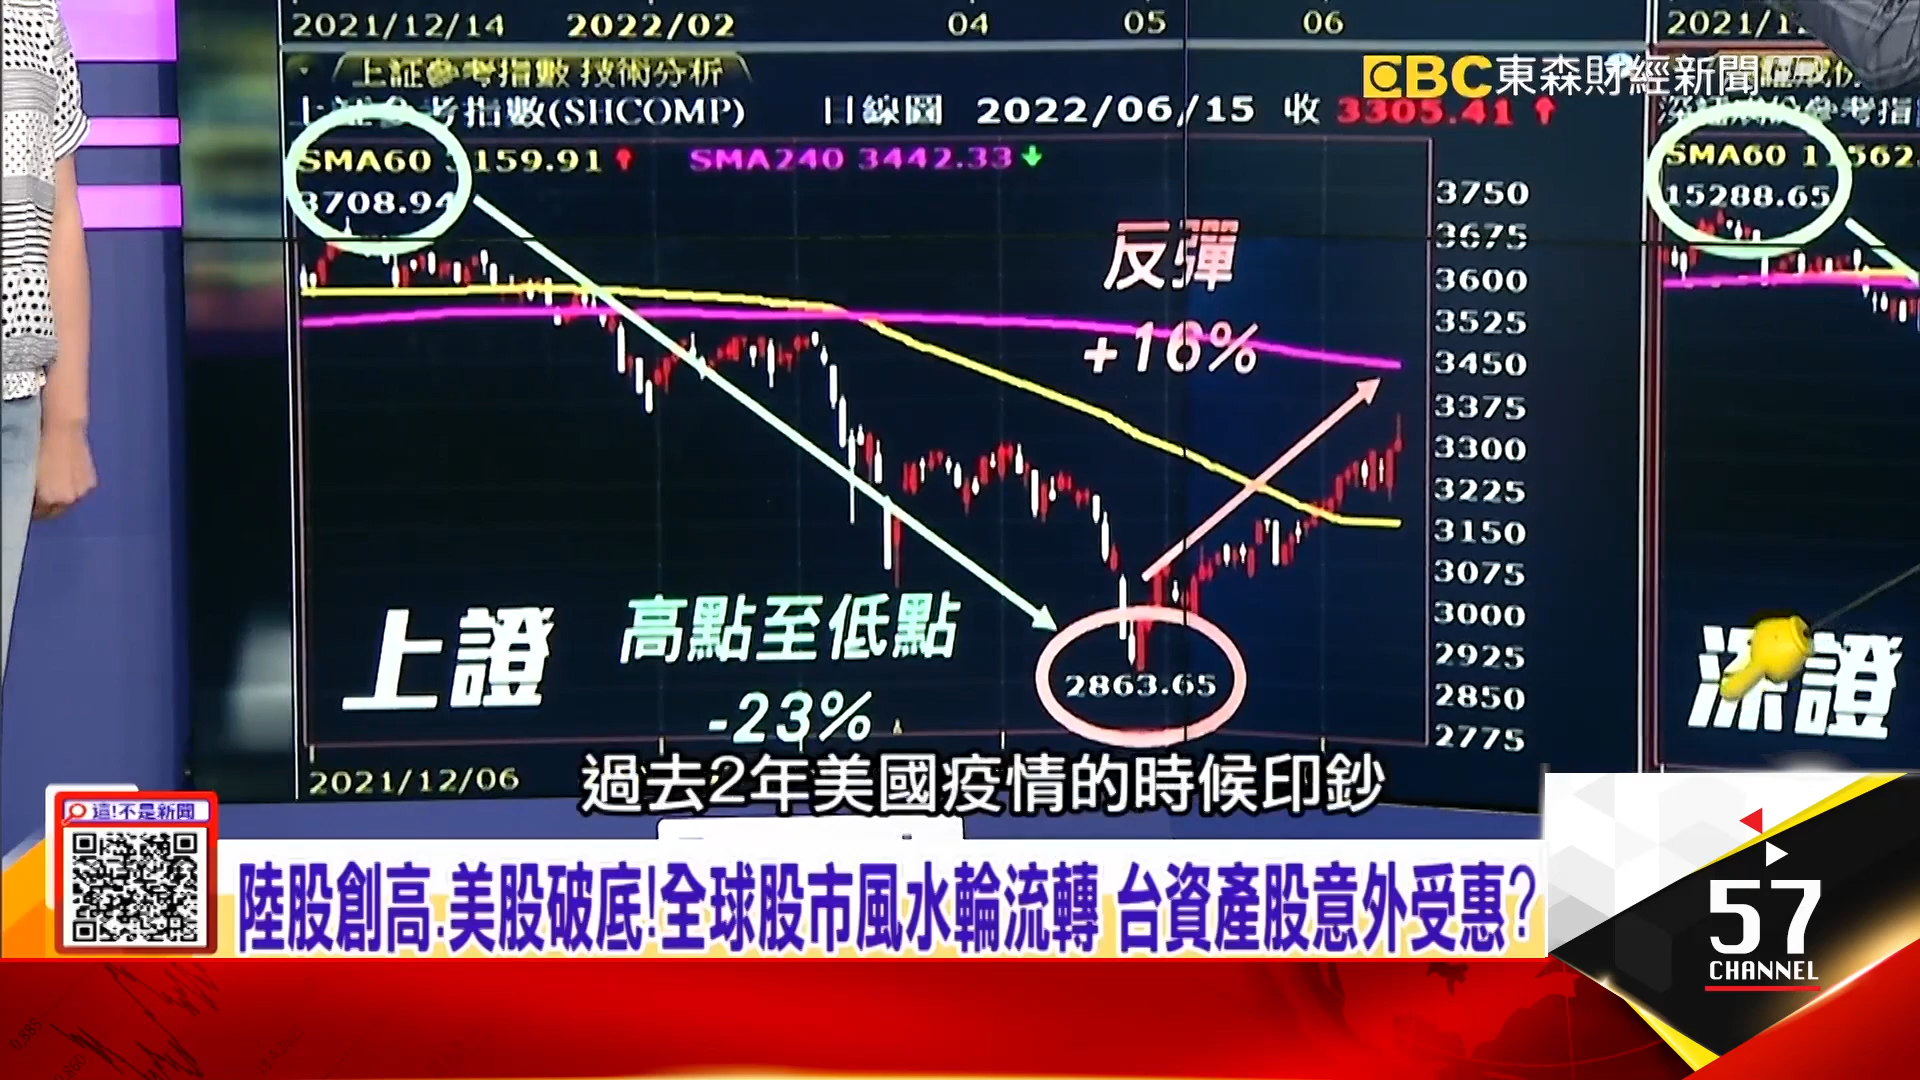 2021/12/14 2022/02 04 05 06
上証參考指數 技術分析
上証參考指數(SHCOMP) 日線圖 2022/06/15 收 3305.41
EBC 東森財經新聞
SMA60 3159.91 SMA240 3442.33
3708.94
SMA60
15288.65
反彈
+16%
3750
3675
3600
3525
3450
3375
3300
3225
3150
3075
3000
2925
2850
2775
上證
高點至低點
-23%
2863.65
深證
2021/12/06
過去2年美國疫情的時候印鈔
這!不是新聞
陸股創高.美股破底!全球股市風水輪流轉 台資產股意外受惠?
57
CHANNEL